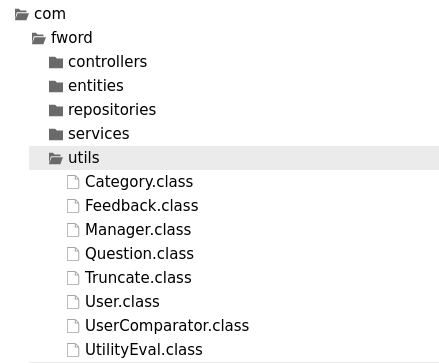 com
fword
controllers
entities
repositories
services
utils
Category.class
Feedback.class
Manager.class
Question.class
Truncate.class
User.class
UserComparator.class
UtilityEval.class